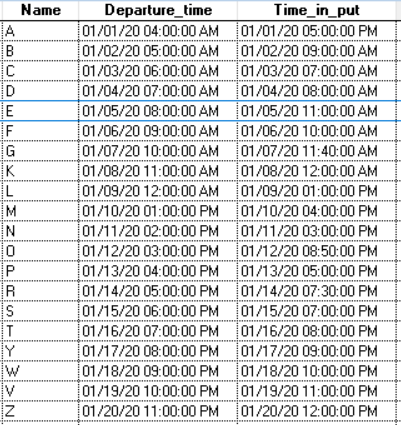 Name Departure_time Time_in_put
A 01/01/20 04:00:00 AM 01/01/20 05:00:00 PM
B 01/02/20 05:00:00 AM 01/02/20 09:00:00 AM
C 01/03/20 06:00:00 AM 01/03/20 07:00:00 AM
D 01/04/20 07:00:00 AM 01/04/20 08:00:00 AM
E 01/05/20 08:00:00 AM 01/05/20 11:00:00 AM
F 01/06/20 09:00:00 AM 01/06/20 10:00:00 AM
G 01/07/20 10:00:00 AM 01/07/20 11:40:00 AM
K 01/08/20 11:00:00 AM 01/08/20 12:00:00 AM
L 01/09/20 12:00:00 AM 01/09/20 01:00:00 PM
M 01/10/20 01:00:00 PM 01/10/20 04:00:00 PM
N 01/11/20 02:00:00 PM 01/11/20 03:00:00 PM
O 01/12/20 03:00:00 PM 01/12/20 08:50:00 PM
P 01/13/20 04:00:00 PM 01/13/20 05:00:00 PM
R 01/14/20 05:00:00 PM 01/14/20 07:30:00 PM
S 01/15/20 06:00:00 PM 01/15/20 07:00:00 PM
T 01/16/20 07:00:00 PM 01/16/20 08:00:00 PM
Y 01/17/20 08:00:00 PM 01/17/20 09:00:00 PM
W 01/18/20 09:00:00 PM 01/18/20 10:00:00 PM
V 01/19/20 10:00:00 PM 01/19/20 11:00:00 PM
Z 01/20/20 11:00:00 PM 01/20/20 12:00:00 PM